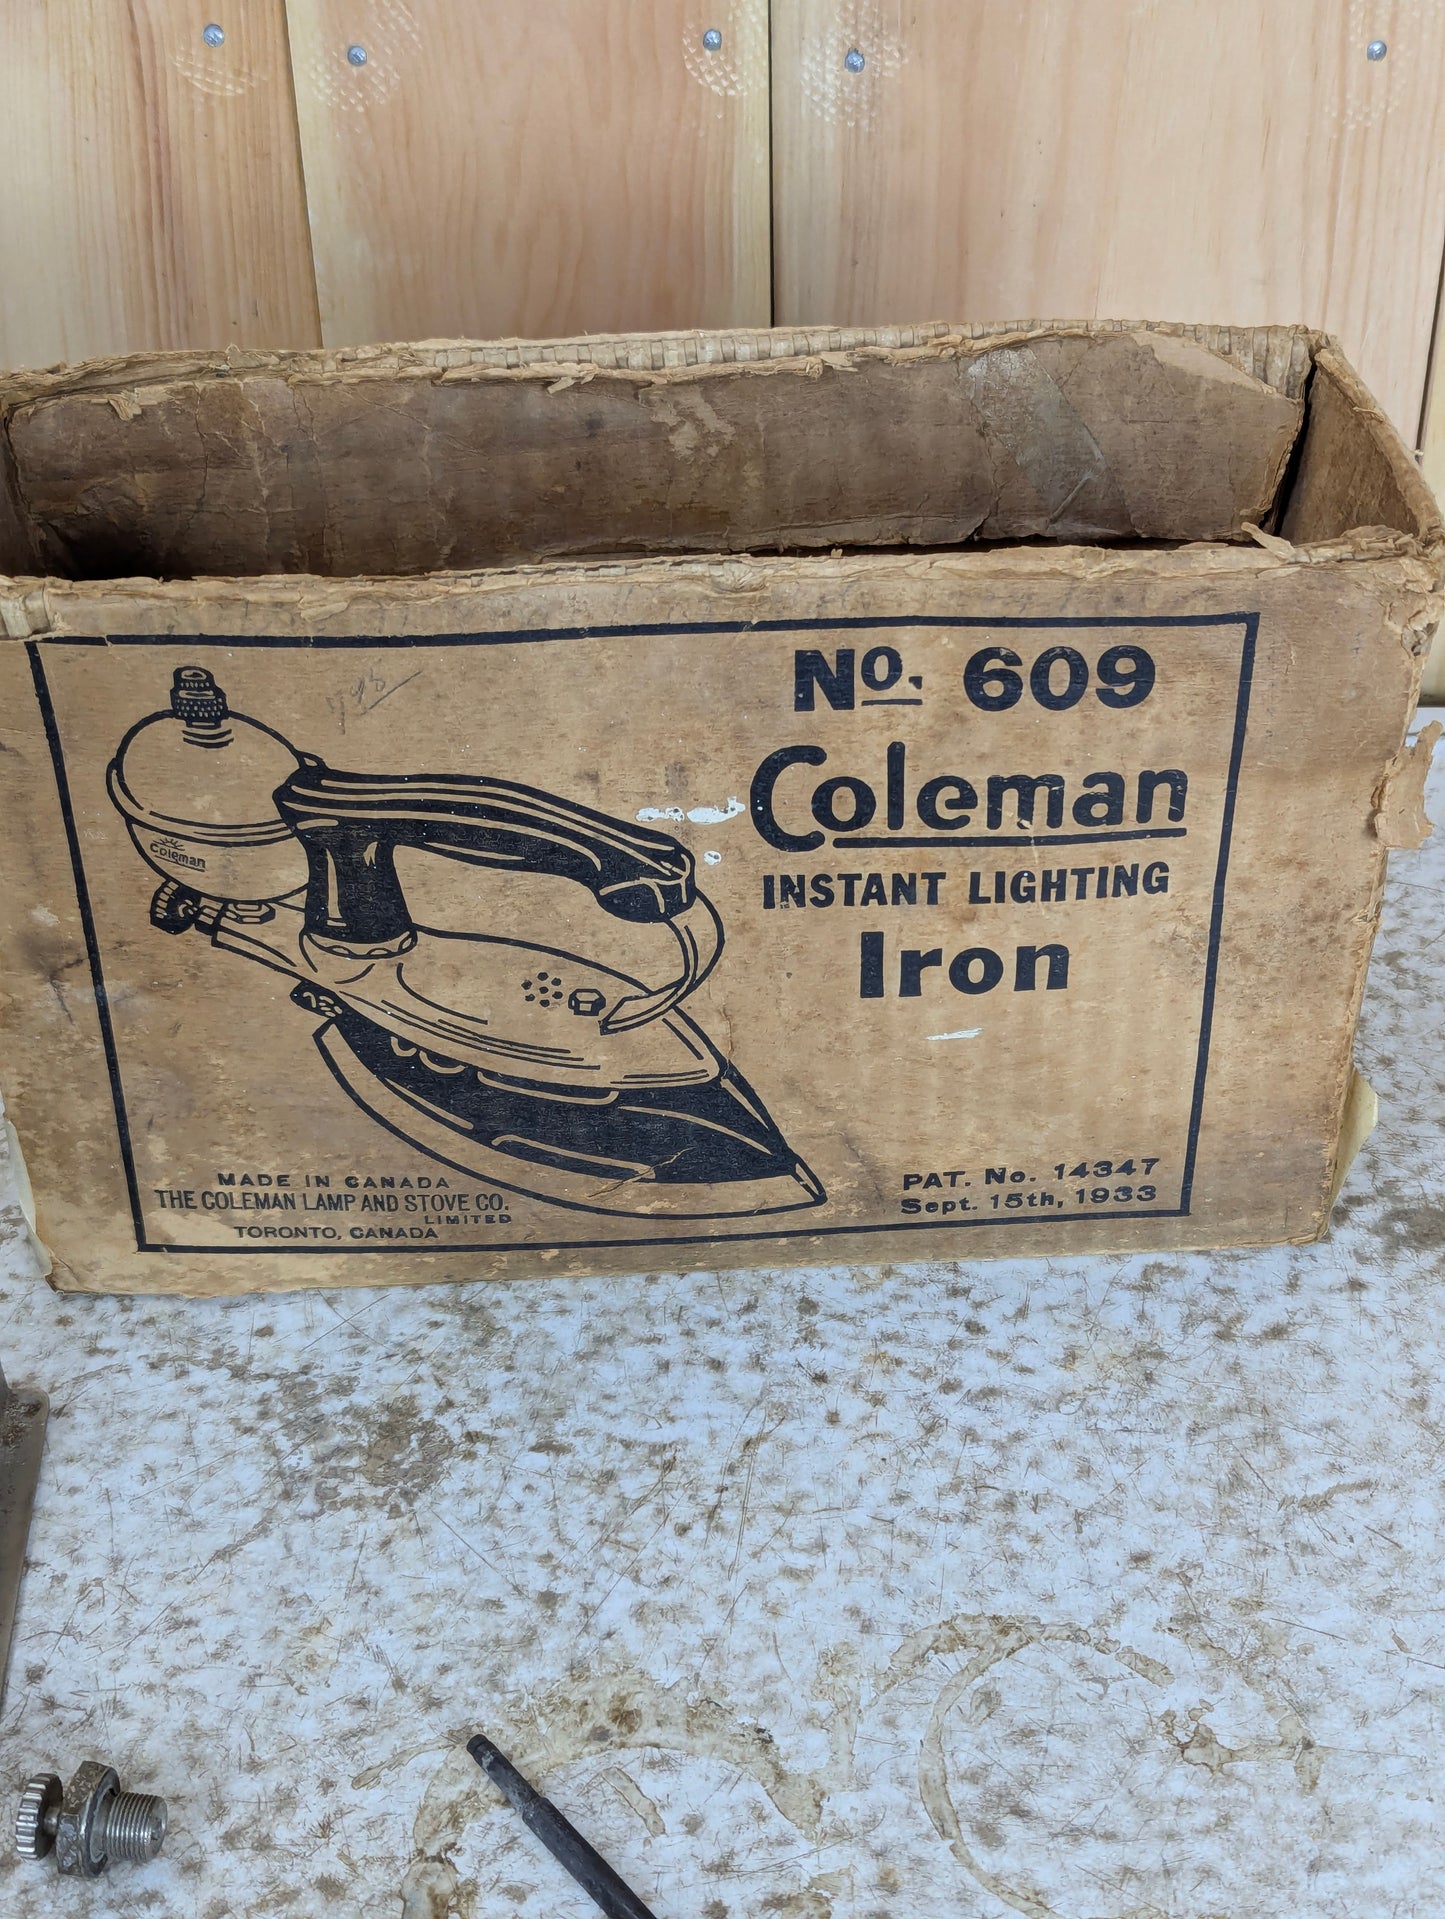 No. 609
Coleman
INSTANT LIGHTING
Iron
Coleman
MADE IN CANADA
THE COLEMAN LAMP AND STOVE CO.
LIMITED
TORONTO, CANADA
PAT. No. 14347
Sept. 15th, 1933